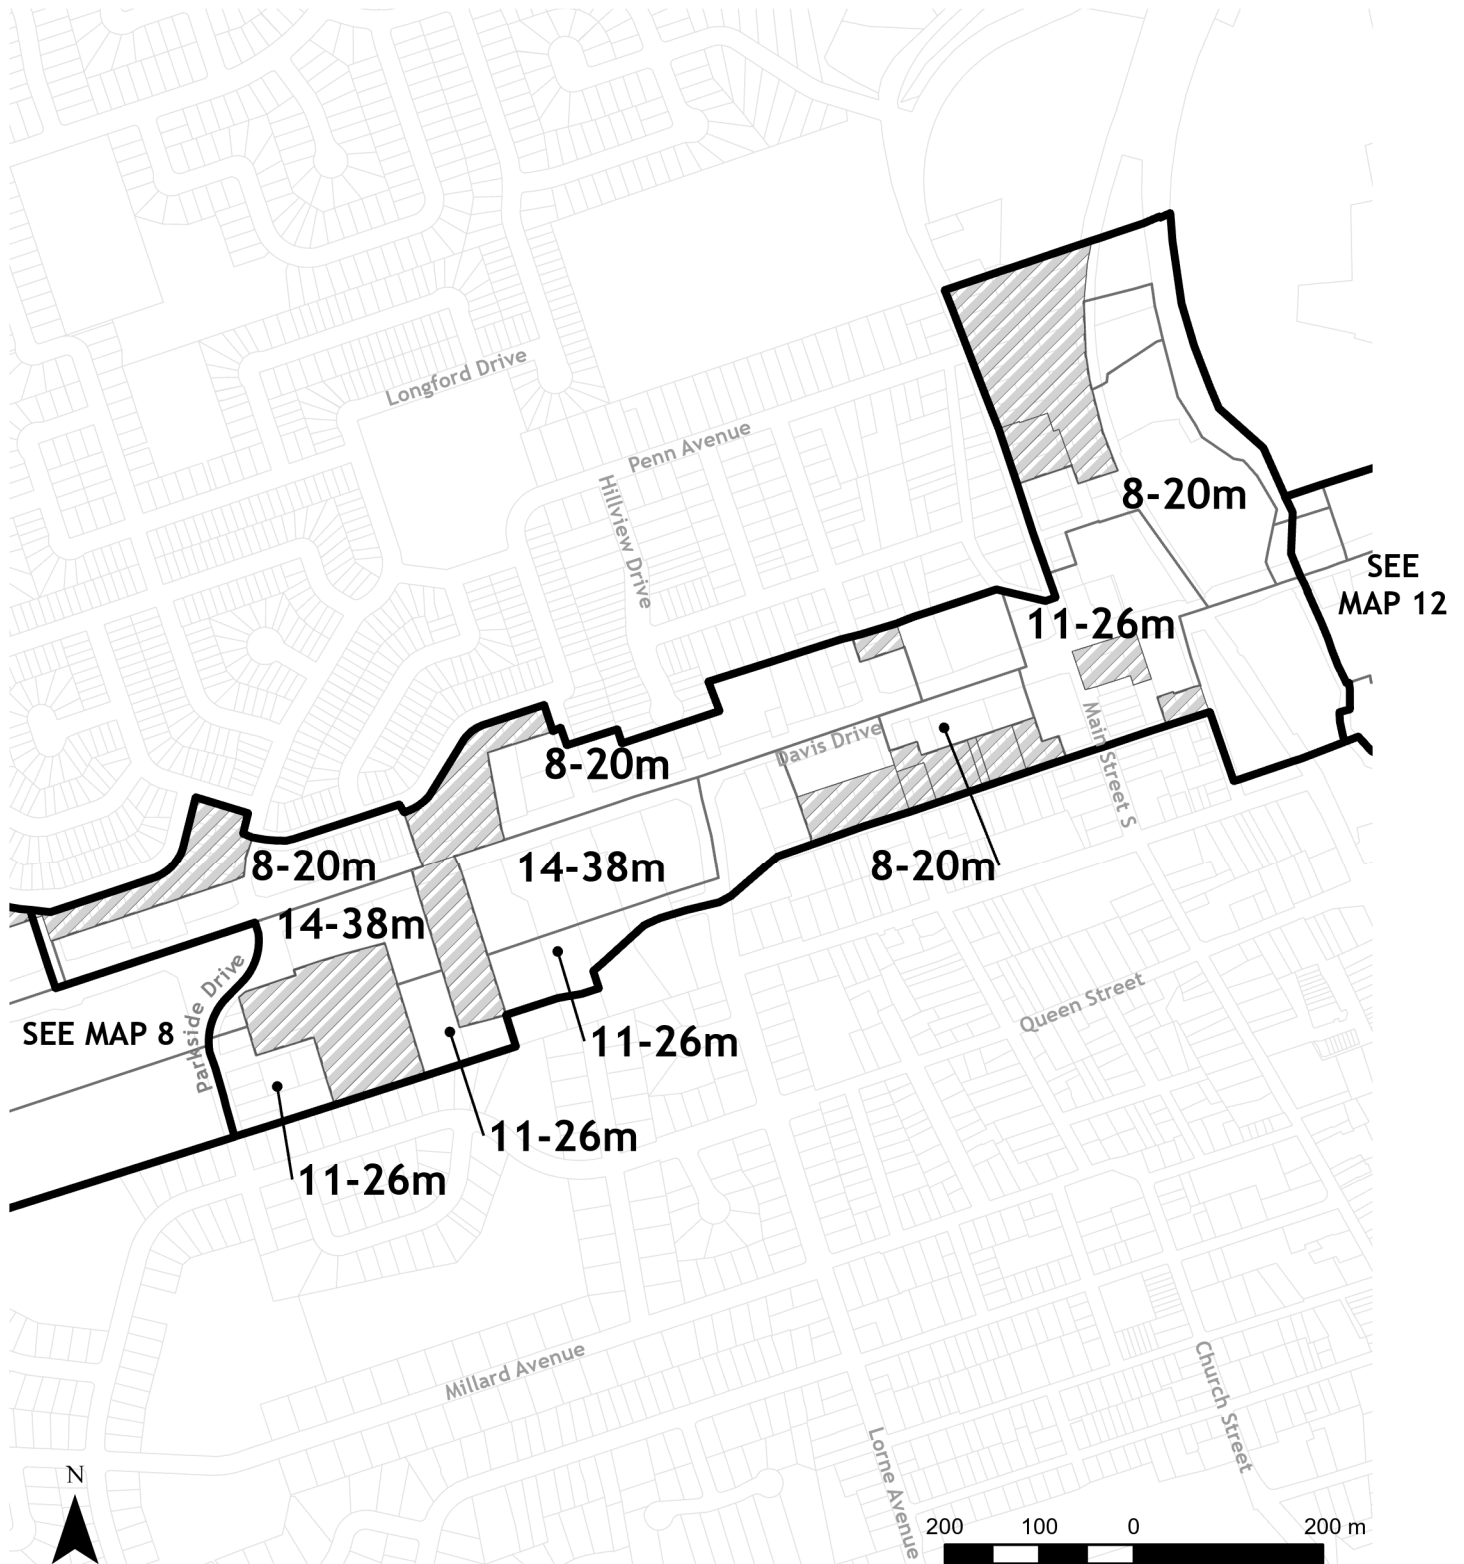 Longford Drive
Penn Avenue
Hillview Drive
8-20m
SEE
MAP 12
11-26m
Main Street S
Davis Drive
8-20m
8-20m
14-38m
8-20m
14-38m
Parkside Drive
SEE MAP 8
Queen Street
11-26m
11-26m
11-26m
Millard Avenue
Church Street
Lorne Avenue
N
200 100 0 200 m